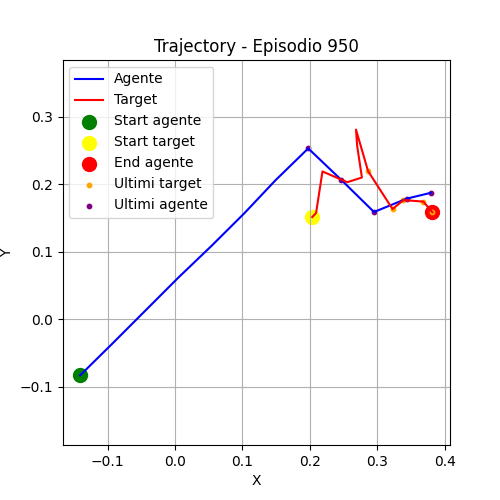 Trajectory - Episodio 950
Agente
Target
Start agente
Start target
End agente
Ultimi target
Ultimi agente
0.3
0.2
0.1
0.0
−0.1
Y
−0.1
0.0
0.1
0.2
0.3
0.4
X